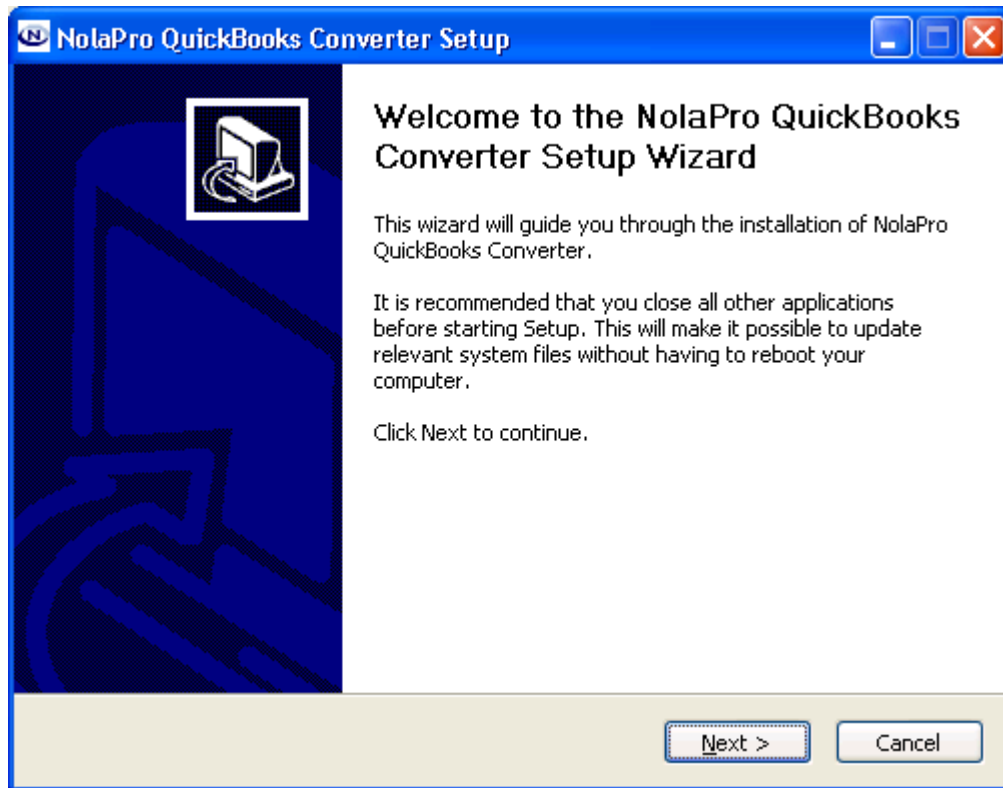 NolaPro QuickBooks Converter Setup
Welcome to the NolaPro QuickBooks
Converter Setup Wizard
This wizard will guide you through the installation of NolaPro
QuickBooks Converter.
It is recommended that you close all other applications
before starting Setup. This will make it possible to update
relevant system files without having to reboot your
computer.
Click Next to continue.
Next >
Cancel